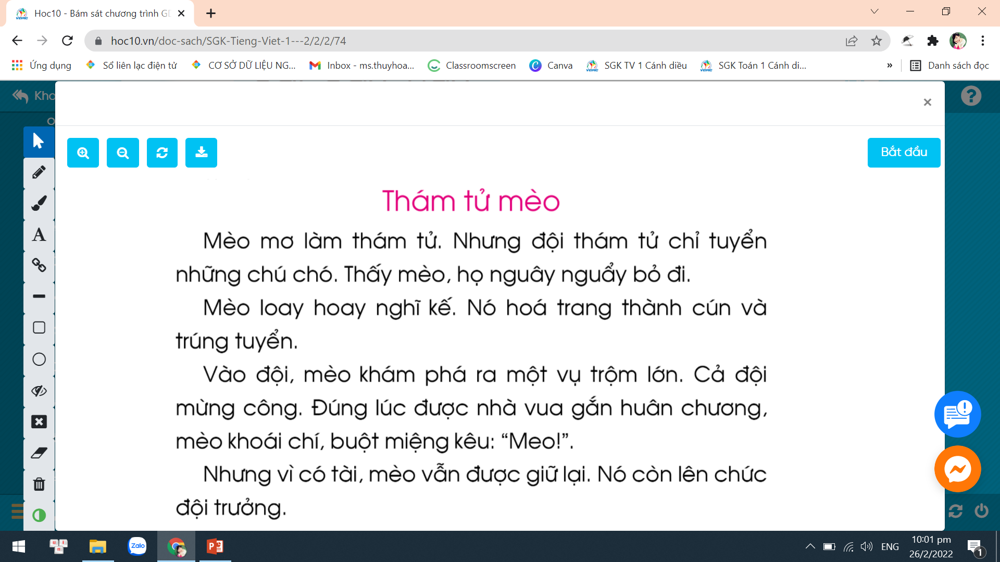 Hoc10 - Bám sát chương trình GD
hoc10.vn/doc-sach/SGK-Tieng-Viet-1---2/2/2/74
Ứng dụng Sổ liên lạc điện tử CƠ SỞ DỮ LIỆU NG... Inbox - ms.thuyhoa... Classroomscreen Canva SGK TV 1 Cánh diều SGK Toán 1 Cánh di... » Danh sách đọc
Kho
Bắt đầu
Thám tử mèo
Mèo mơ làm thám tử. Nhưng đội thám tử chỉ tuyển
những chú chó. Thấy mèo, họ nguây nguẩy bỏ đi.
Mèo loay hoay nghĩ kế. Nó hoá trang thành cún và
trúng tuyển.
Vào đội, mèo khám phá ra một vụ trộm lớn. Cả đội
mừng công. Đúng lúc được nhà vua gắn huân chương,
mèo khoái chí, buột miệng kêu: “Meo!”.
Nhưng vì có tài, mèo vẫn được giữ lại. Nó còn lên chức
đội trưởng.
Zalo
ENG
10:01 pm
26/2/2022
1